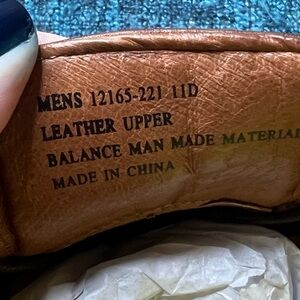 MENS 12165-221 11D
LEATHER UPPER
BALANCE MAN MADE MATERIAL
MADE IN CHINA